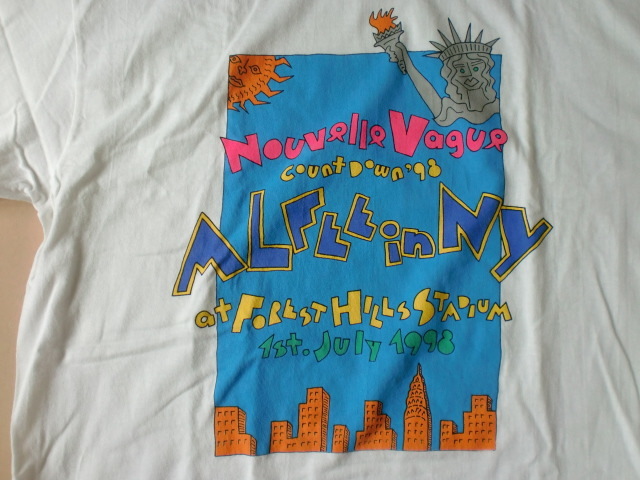 Nouvelle Vague
Count Down '98
ALFEE in NY
at FOREST HILLS STADIUM
1st. July 1998